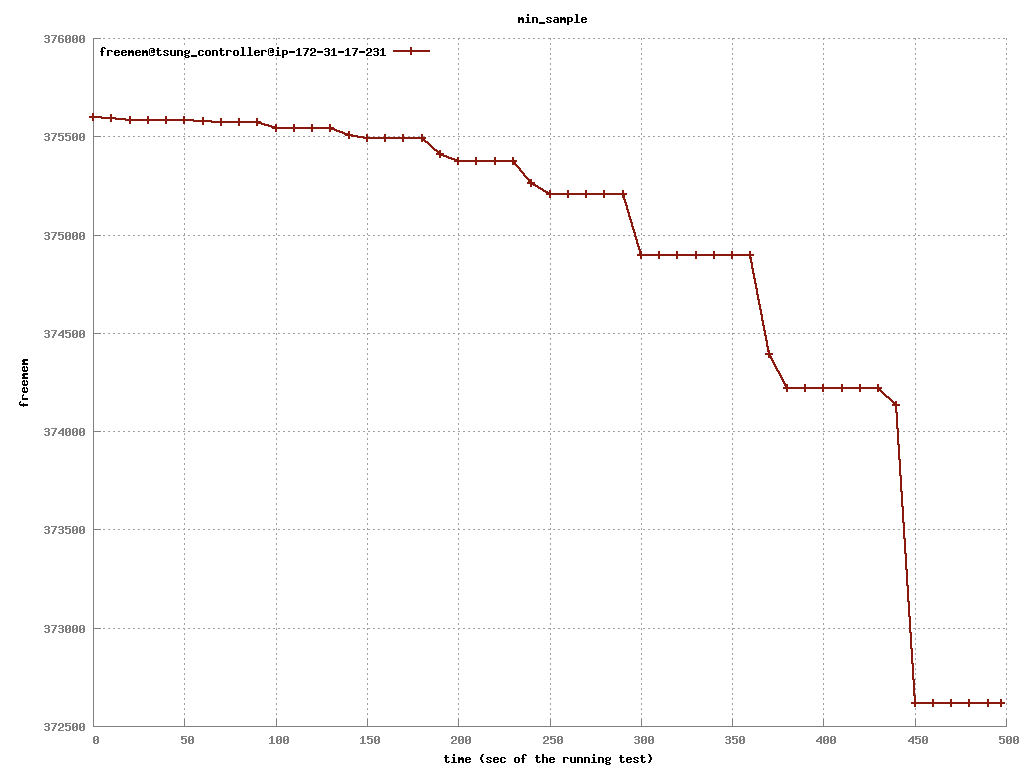 min_sample
376000
freemem@tsung_controller@ip-172-31-17-231
375500
375000
374500
freemem
374000
373500
373000
372500
0 50 100 150 200 250 300 350 400 450 500
time (sec of the running test)